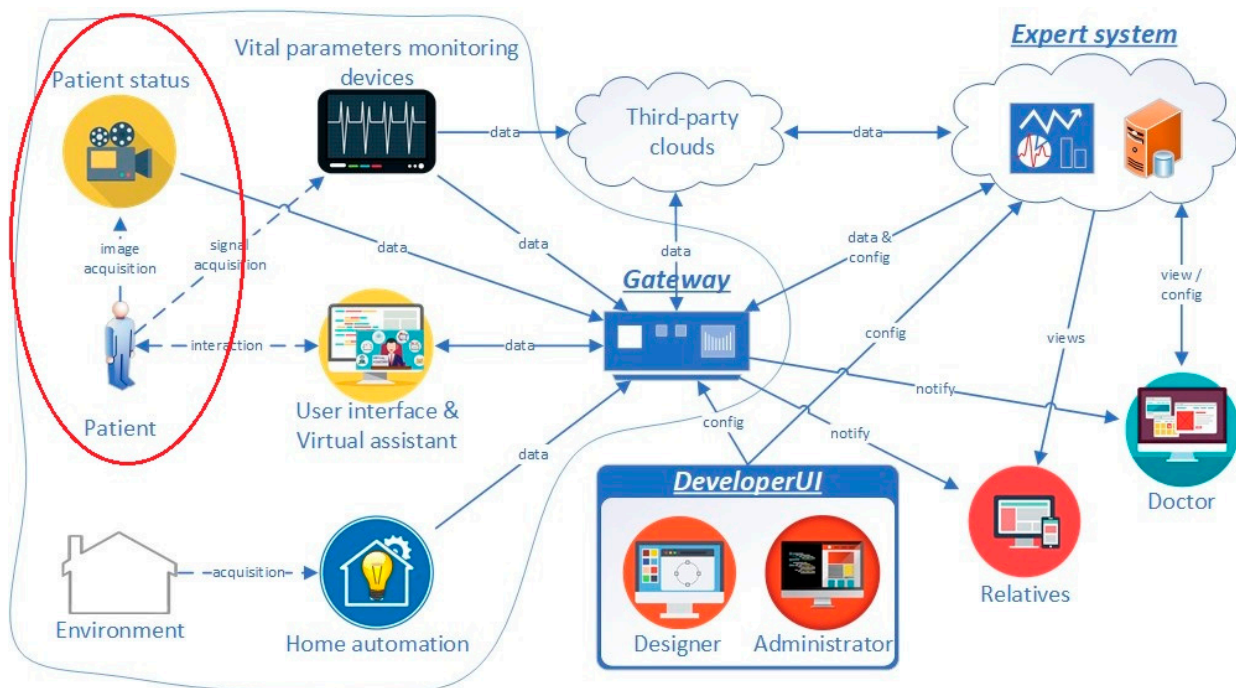 Patient status
Vital parameters monitoring
devices
Third-party
clouds
Expert system
data
data
image
acquisition
signal
acquisition
data
data
data
data &
config
view /
config
Gateway
interaction
data
config
views
notify
Patient
User interface &
Virtual assistant
config
notify
data
DeveloperUI
Doctor
acquisition
Relatives
Environment
Home automation
Designer
Administrator